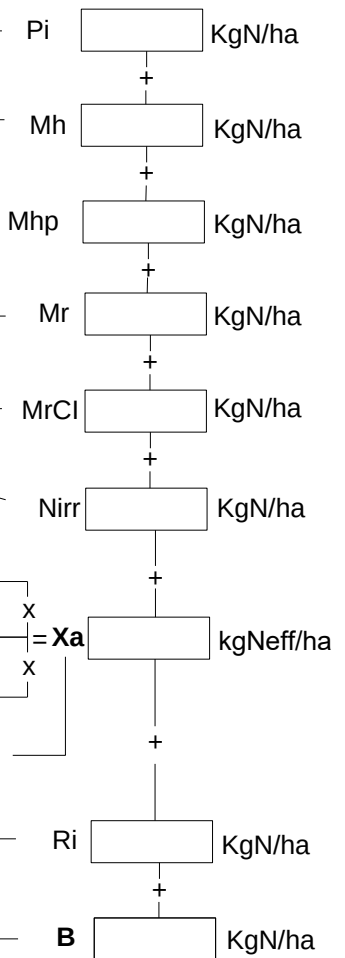 Pi KgN/ha
+
Mh KgN/ha
+
Mhp KgN/ha
+
Mr KgN/ha
+
MrCI KgN/ha
+
Nirr KgN/ha
+
x
= Xa kgNeff/ha
x
+
Ri KgN/ha
+
B KgN/ha